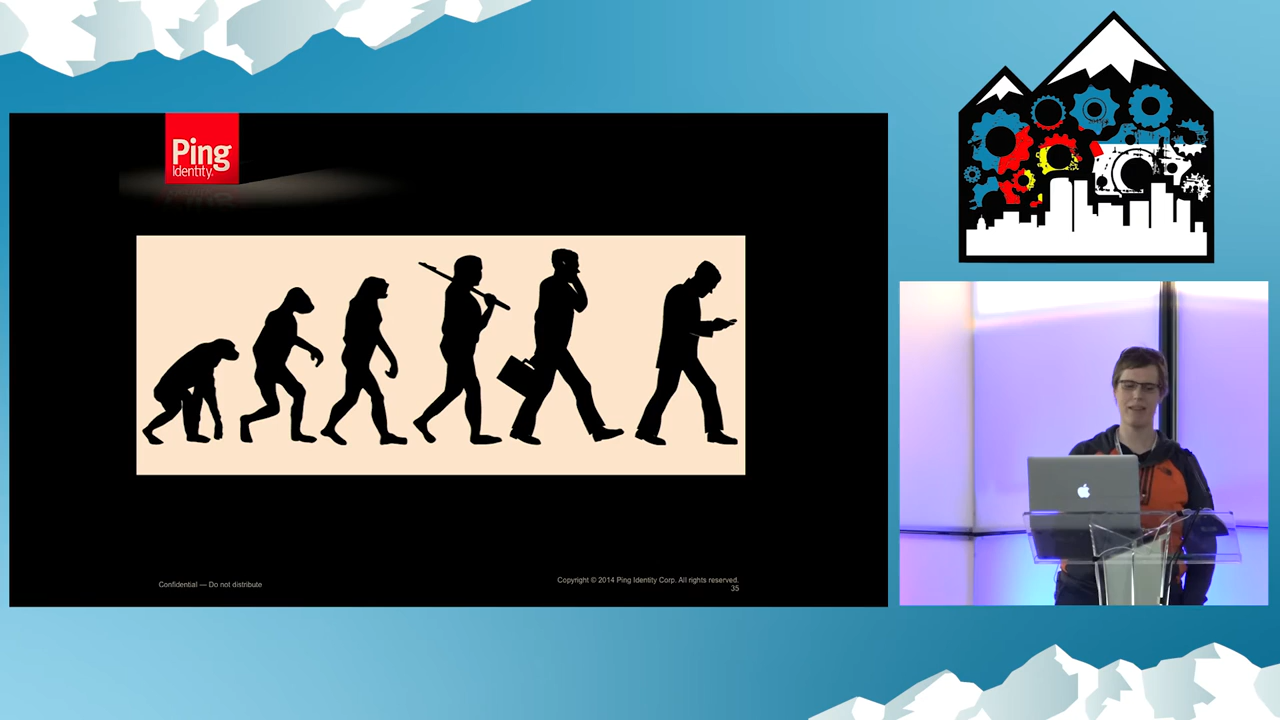 Ping
Identity.
Confidential — Do not distribute
Copyright © 2014 Ping Identity Corp. All rights reserved.
35